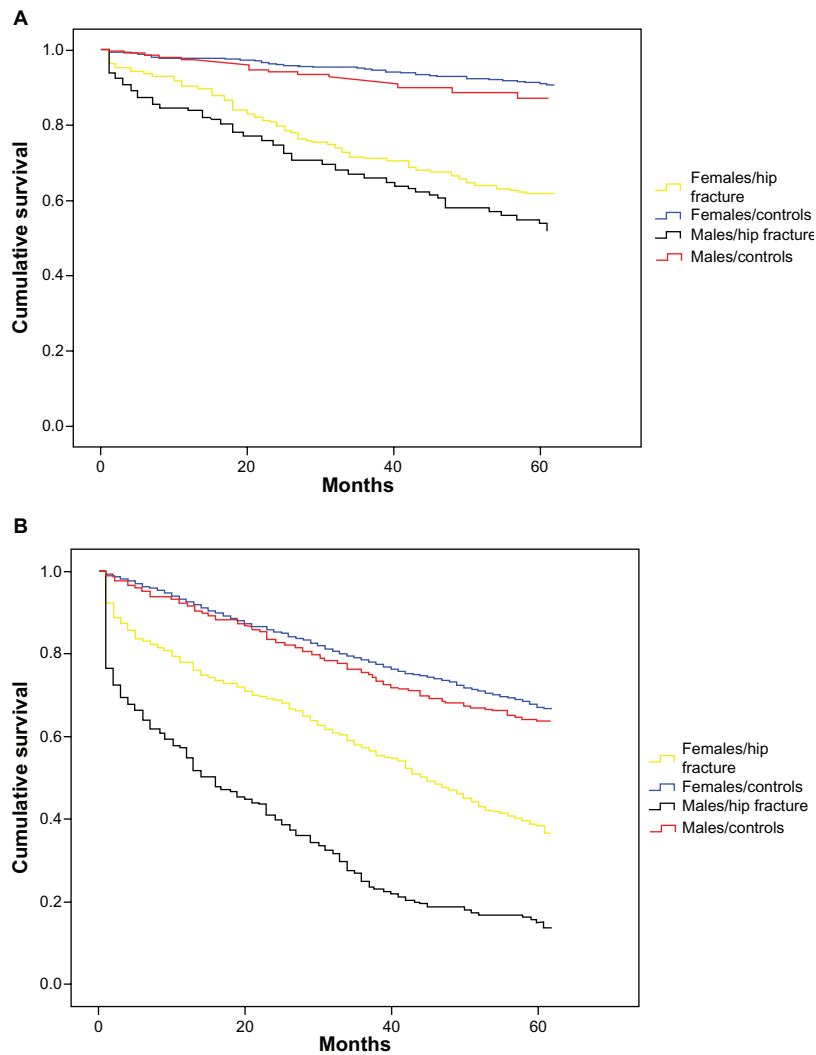 A
1.0
0.8
0.6
0.4
0.2
0.0
Cumulative survival
0
20
40
60
Months
Females/hip
fracture
Females/controls
Males/hip fracture
Males/controls
B
1.0
0.8
0.6
0.4
0.2
0.0
Cumulative survival
0
20
40
60
Months
Females/hip
fracture
Females/controls
Males/hip fracture
Males/controls